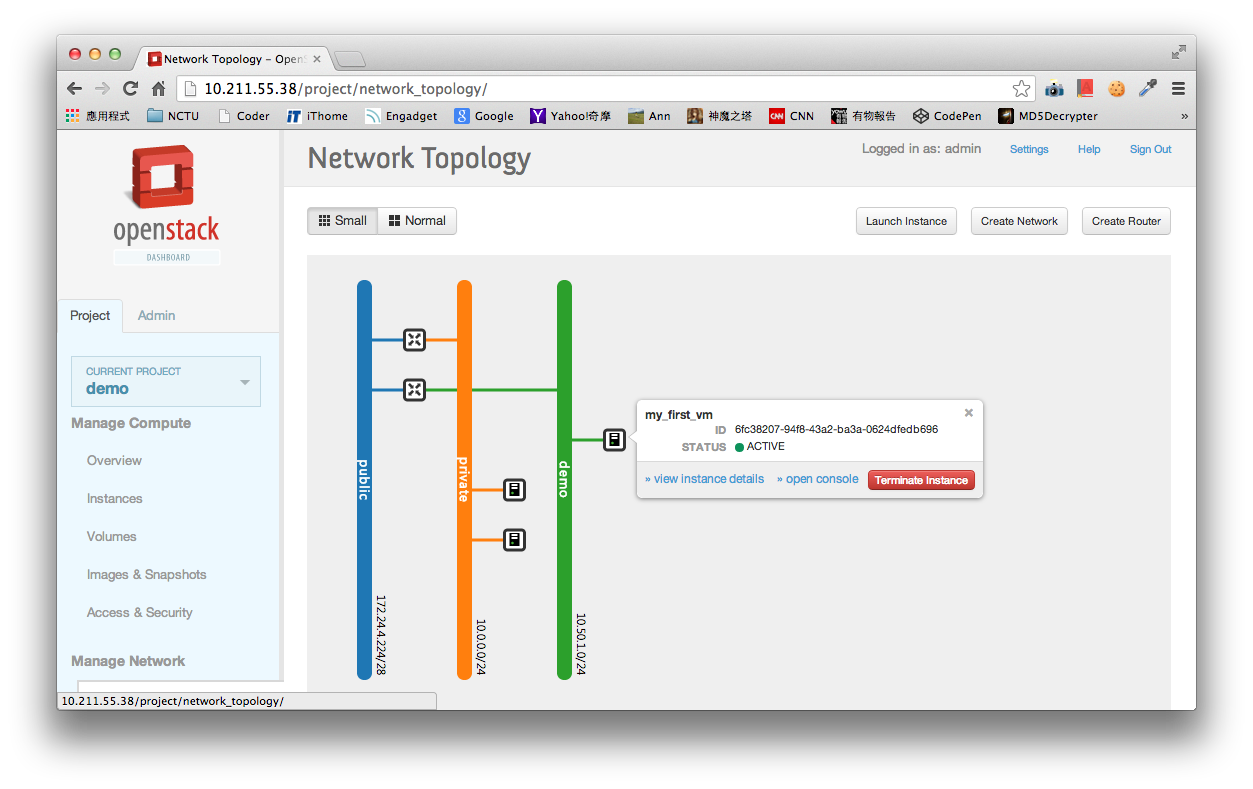 Network Topology – OpenS
10.211.55.38/project/network_topology/
應用程式 NCTU Coder iThome Engadget Google Yahoo!奇摩 Ann 神魔之塔 CNN 有物報告 CodePen MD5Decrypter »
openstack
DASHBOARD
Project Admin
CURRENT PROJECT
demo
Manage Compute
Overview
Instances
Volumes
Images & Snapshots
Access & Security
Manage Network
Network Topology
Logged in as: admin Settings Help Sign Out
Small Normal
Launch Instance Create Network Create Router
public
172.24.4.224/28
private
10.0.0.0/24
demo
10.50.1.0/24
my_first_vm
ID 6fc38207-94f8-43a2-ba3a-0624dfedb696
STATUS ACTIVE
» view instance details » open console Terminate Instance
10.211.55.38/project/network_topology/